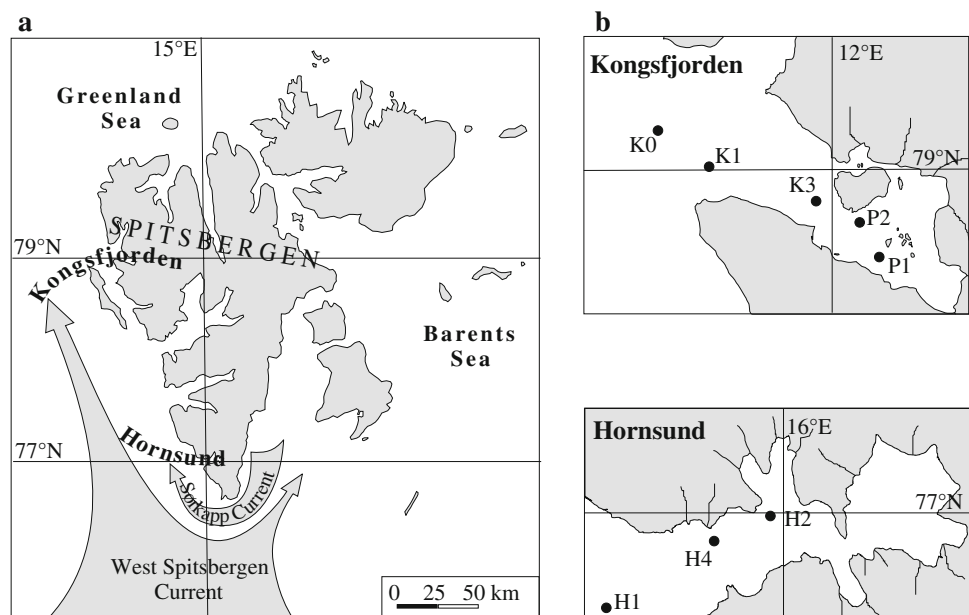 a
15°E
Greenland
Sea
SPITSBERGEN
79°N
Kongsfjorden
Barents
Sea
Hornsund
77°N
Sørkapp Current
West Spitsbergen
Current
0 25 50 km
b
Kongsfjorden
12°E
K0
K1
79°N
K3
P2
P1
Hornsund
16°E
77°N
H2
H4
H1